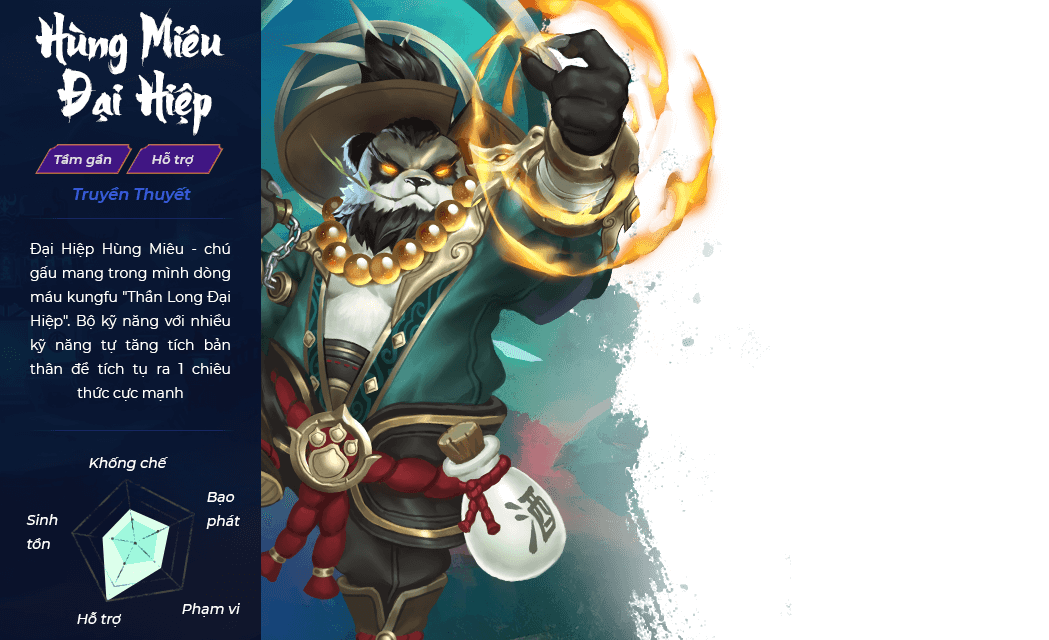 Hùng Miêu
Đại Hiệp
Tầm gần
Hỗ trợ
Truyền Thuyết
Đại Hiệp Hùng Miêu - chú
gấu mang trong mình dòng
máu kungfu "Thần Long Đại
Hiệp". Bộ kỹ năng với nhiều
kỹ năng tự tăng tích bản
thân để tích tụ ra 1 chiêu
thức cực mạnh
Khống chế
Bạo
phát
Sinh
tồn
Phạm vi
Hỗ trợ
酒